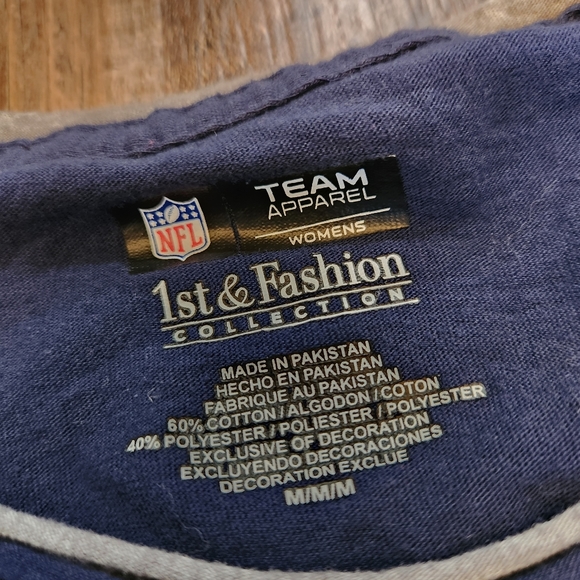 NFL
TEAM
APPAREL
WOMENS
1st & Fashion
COLLECTION
MADE IN PAKISTAN
HECHO EN PAKISTAN
FABRIQUE AU PAKISTAN
60% COTTON / ALGODON / COTON
40% POLYESTER / POLIESTER / POLYESTER
EXCLUSIVE OF DECORATION
EXCLUYENDO DECORACIONES
DECORATION EXCLUE
M/M/M